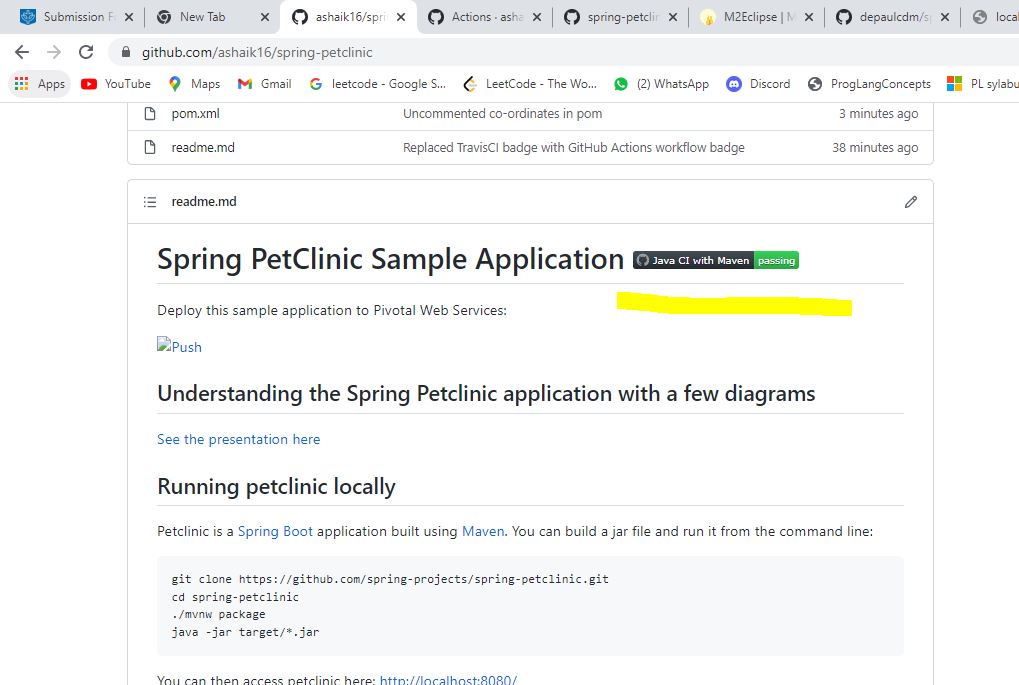 Submission F
New Tab
ashaik16/spri
Actions · asha
spring-petclin
M2Eclipse | M
depaulcdm/sp
loca
github.com/ashaik16/spring-petclinic
Apps
YouTube
Maps
Gmail
leetcode - Google S...
LeetCode - The Wo...
(2) WhatsApp
Discord
ProgLangConcepts
PL sylabu
pom.xml
Uncommented co-ordinates in pom
3 minutes ago
readme.md
Replaced TravisCI badge with GitHub Actions workflow badge
38 minutes ago
readme.md
Spring PetClinic Sample Application Java CI with Maven passing
Deploy this sample application to Pivotal Web Services:
Push
Understanding the Spring Petclinic application with a few diagrams
See the presentation here
Running petclinic locally
Petclinic is a Spring Boot application built using Maven. You can build a jar file and run it from the command line:
git clone https://github.com/spring-projects/spring-petclinic.git
cd spring-petclinic
./mvnw package
java -jar target/*.jar
You can then access petclinic here: http://localhost:8080/